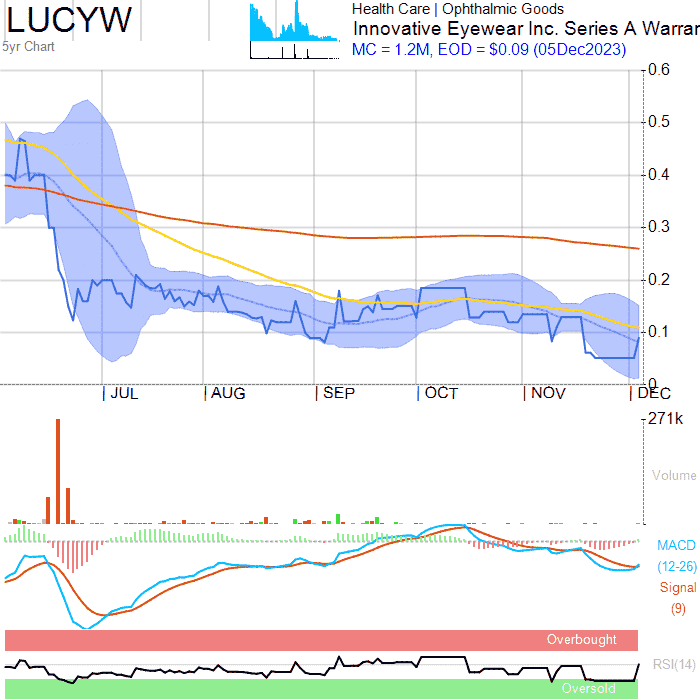 LUCYW
5yr Chart
Health Care | Ophthalmic Goods
Innovative Eyewear Inc. Series A Warran
MC = 1.2M, EOD = $0.09 (05Dec2023)
0.6
0.5
0.4
0.3
0.2
0.1
0
JUL AUG SEP OCT NOV DEC
271k
Volume
MACD
(12-26)
Signal
(9)
Overbought
RSI(14)
Oversold